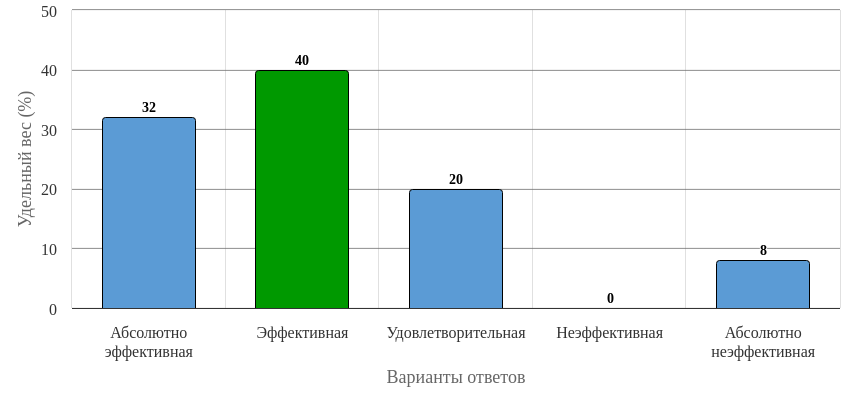 50
40
30
20
10
0
Удельный вес (%)
32
40
20
0
8
Абсолютно
эффективная
Эффективная
Удовлетворительная
Неэффективная
Абсолютно
неэффективная
Варианты ответов